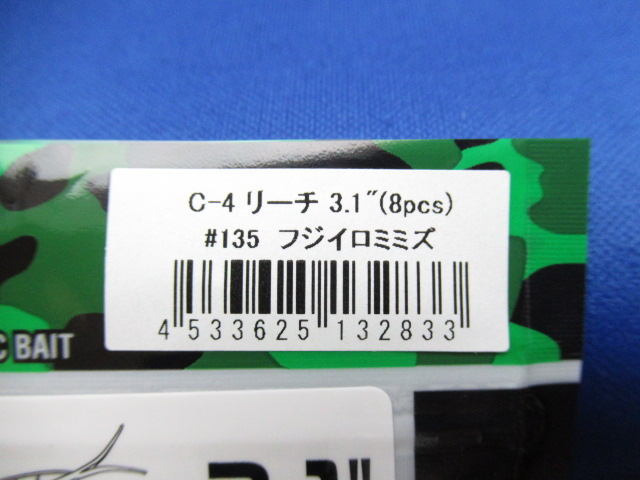 C-4 リーチ 3.1″(8pcs)
#135 フジイロミミズ
4 533625 132833
C BAIT